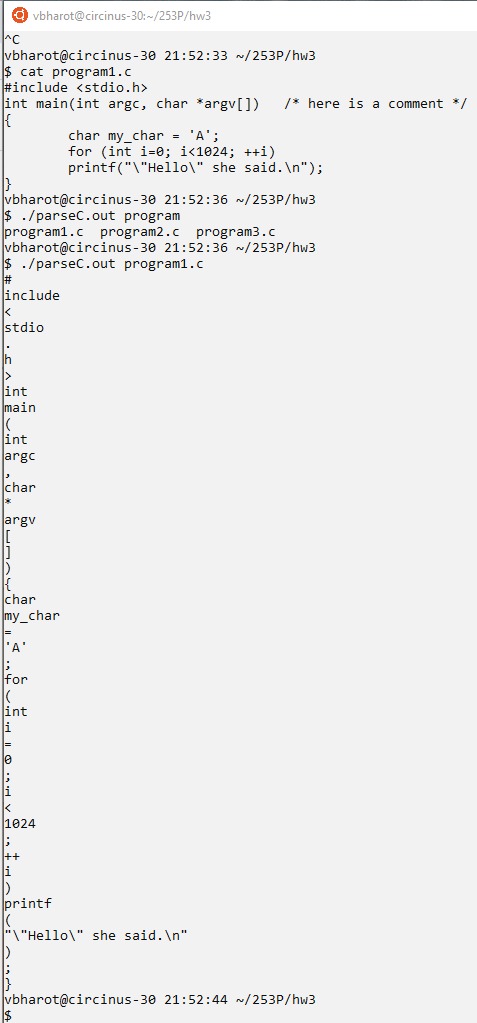 vbharot@circinus-30:~/253P/hw3
^C
vbharot@circinus-30 21:52:33 ~/253P/hw3
$ cat program1.c
#include <stdio.h>
int main(int argc, char *argv[])   /* here is a comment */
{
        char my_char = 'A';
        for (int i=0; i<1024; ++i)
        printf("\"Hello\" she said.\n");
}
vbharot@circinus-30 21:52:36 ~/253P/hw3
$ ./parseC.out program
program1.c  program2.c  program3.c
vbharot@circinus-30 21:52:36 ~/253P/hw3
$ ./parseC.out program1.c
#
include
<
stdio
.
h
>
int
main
(
int
argc
,
char
*
argv
[
]
)
{
char
my_char
=
'A'
;
for
(
int
i
=
0
;
i
<
1024
;
++
i
)
printf
(
"\"Hello\" she said.\n"
)
;
}
vbharot@circinus-30 21:52:44 ~/253P/hw3
$